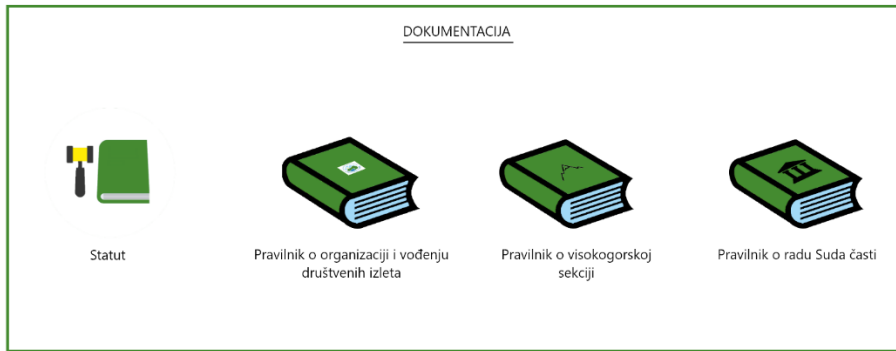 DOKUMENTACIJA
Statut
Pravilnik o organizaciji i vođenju
društvenih izleta
Pravilnik o visokogorskoj
sekciji
Pravilnik o radu Suda časti